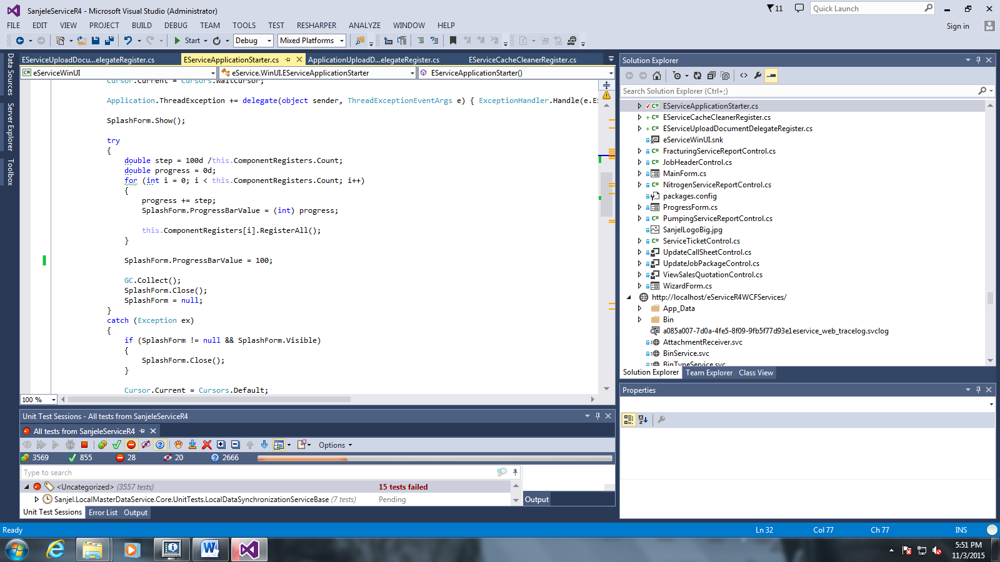 SanjeleServiceR4 - Microsoft Visual Studio (Administrator)
11
Quick Launch
FILE EDIT VIEW PROJECT BUILD DEBUG TEAM TOOLS TEST RESHARPER ANALYZE WINDOW HELP
Sign in
Start Debug Mixed Platforms
Data Sources
Server Explorer
Toolbox
EServiceUploadDocu...elegateRegister.cs EServiceApplicationStarter.cs ApplicationUploadD...elegateRegister.cs EServiceCacheCleanerRegister.cs
eServiceWinUI eService.WinUI.EServiceApplicationStarter EServiceApplicationStarter()
Cursor.Current = Cursors.WaitCursor;
Application.ThreadException += delegate(object sender, ThreadExceptionEventArgs e) { ExceptionHandler.Handle(e.E
SplashForm.Show();
try
{
double step = 100d /this.ComponentRegisters.Count;
double progress = 0d;
for (int i = 0; i < this.ComponentRegisters.Count; i++)
{
progress += step;
SplashForm.ProgressBarValue = (int) progress;
this.ComponentRegisters[i].RegisterAll();
}
SplashForm.ProgressBarValue = 100;
GC.Collect();
SplashForm.Close();
SplashForm = null;
}
catch (Exception ex)
{
if (SplashForm != null && SplashForm.Visible)
{
SplashForm.Close();
}
Cursor.Current = Cursors.Default;
100 %
Solution Explorer
Search Solution Explorer (Ctrl+;)
EServiceApplicationStarter.cs
EServiceCacheCleanerRegister.cs
EServiceUploadDocumentDelegateRegister.cs
eServiceWinUI.snk
FracturingServiceReportControl.cs
JobHeaderControl.cs
MainForm.cs
NitrogenServiceReportControl.cs
packages.config
ProgressForm.cs
PumpingServiceReportControl.cs
SanjelLogoBig.jpg
ServiceTicketControl.cs
UpdateCallSheetControl.cs
UpdateJobPackageControl.cs
ViewSalesQuotationControl.cs
WizardForm.cs
http://localhost/eServiceR4WCFServices/
App_Data
Bin
a085a007-7d0a-4fe5-8f09-9fb5f77d93e1eservice_web_tracelog.svclog
AttachmentReceiver.svc
BinService.svc
BinTypeService.svc
Solution Explorer Team Explorer Class View
Properties
Unit Test Sessions - All tests from SanjeleServiceR4
All tests from SanjeleServiceR4
Options
3569 855 28 20 2666
Type to search
<Uncategorized> (3557 tests) 15 tests failed
Sanjel.LocalMasterDataService.Core.UnitTests.LocalDataSynchronizationServiceBase (7 tests) Pending
Output
Unit Test Sessions Error List Output
Ready Ln 32 Col 77 Ch 77 INS
5:51 PM
11/3/2015